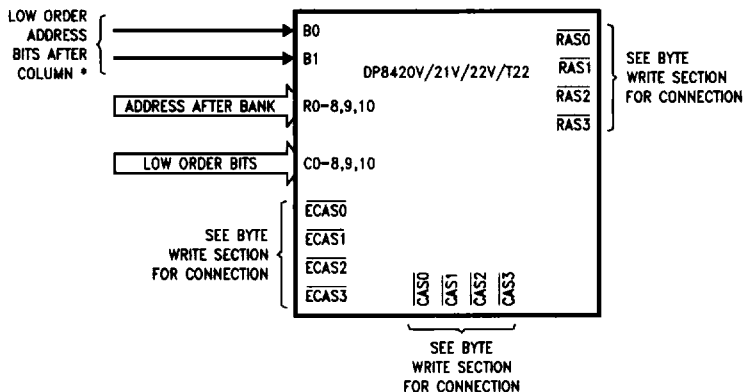 LOW ORDER
ADDRESS
BITS AFTER
COLUMN *
B0
B1
ADDRESS AFTER BANK
R0-8,9,10
LOW ORDER BITS
C0-8,9,10
DP8420V/21V/22V/T22
RAS0
RAS1
RAS2
RAS3
SEE BYTE
WRITE SECTION
FOR CONNECTION
SEE BYTE
WRITE SECTION
FOR CONNECTION
ECAS0
ECAS1
ECAS2
ECAS3
CAS0
CAS1
CAS2
CAS3
SEE BYTE
WRITE SECTION
FOR CONNECTION